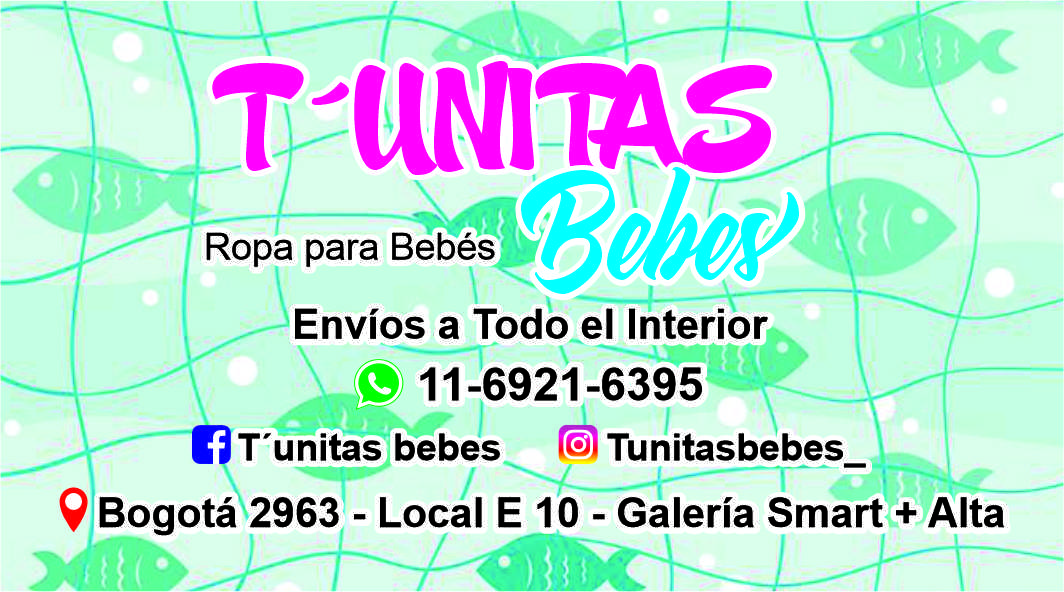 T´UNITAS
Bebes
Ropa para Bebés
Envíos a Todo el Interior
11-6921-6395
T´unitas bebes
Tunitasbebes_
Bogotá 2963 - Local E 10 - Galería Smart + Alta